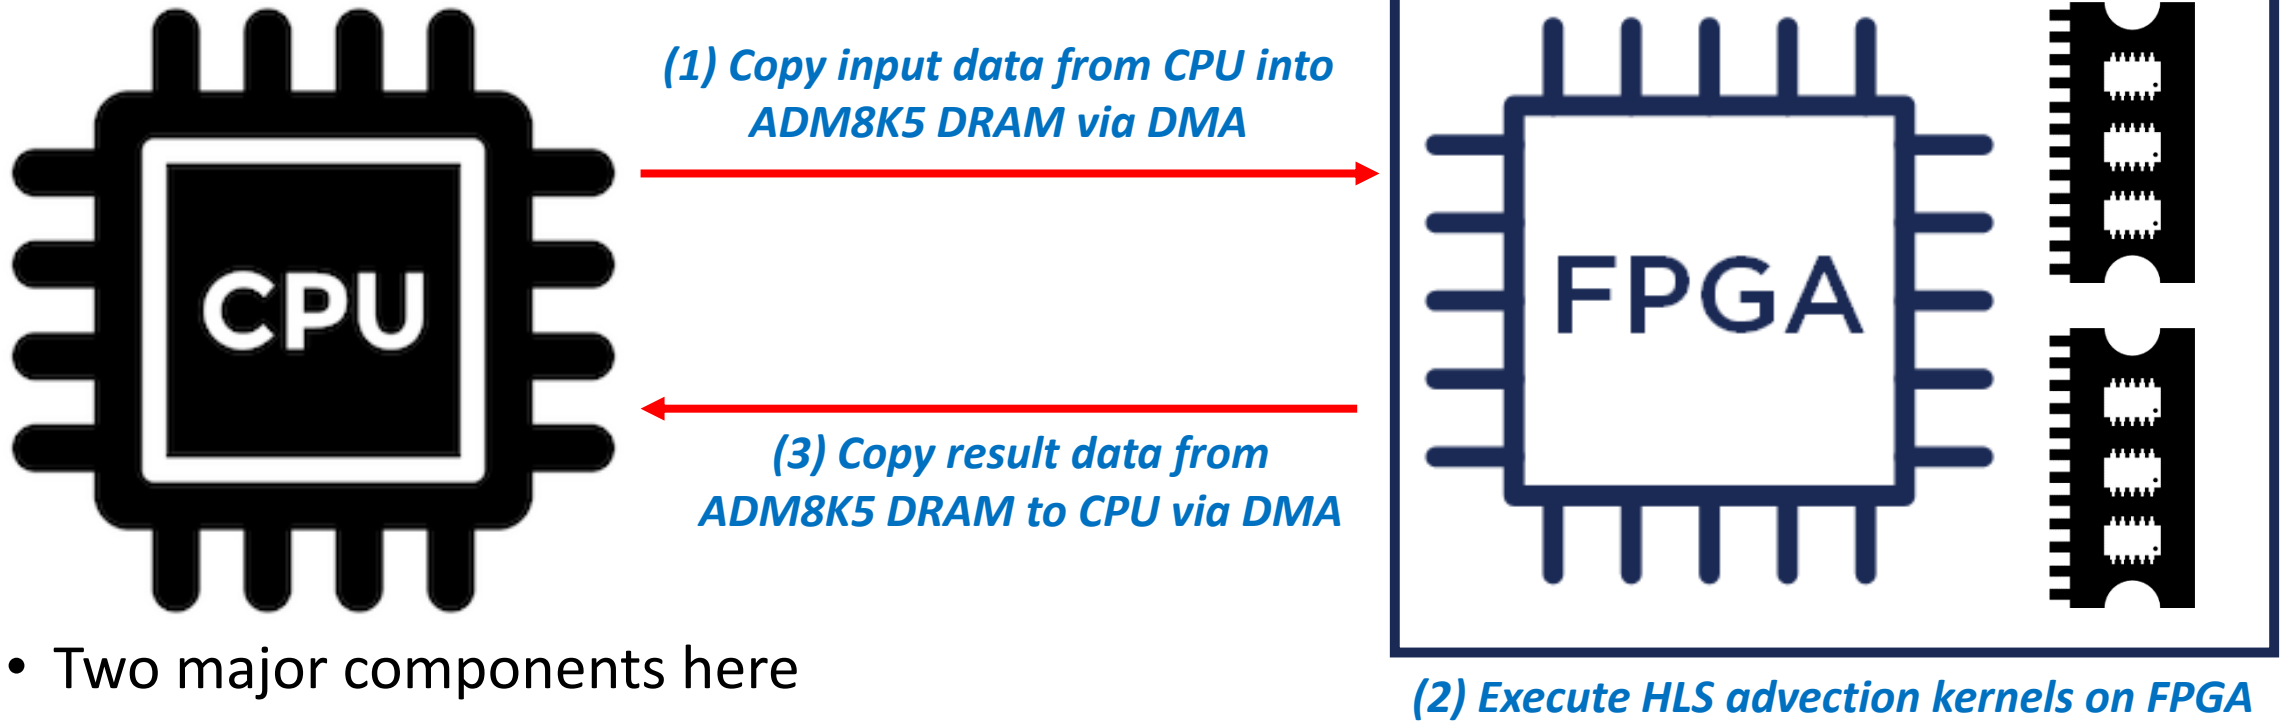 (1) Copy input data from CPU into
ADM8K5 DRAM via DMA
CPU
FPGA
(3) Copy result data from
ADM8K5 DRAM to CPU via DMA
• Two major components here
(2) Execute HLS advection kernels on FPGA